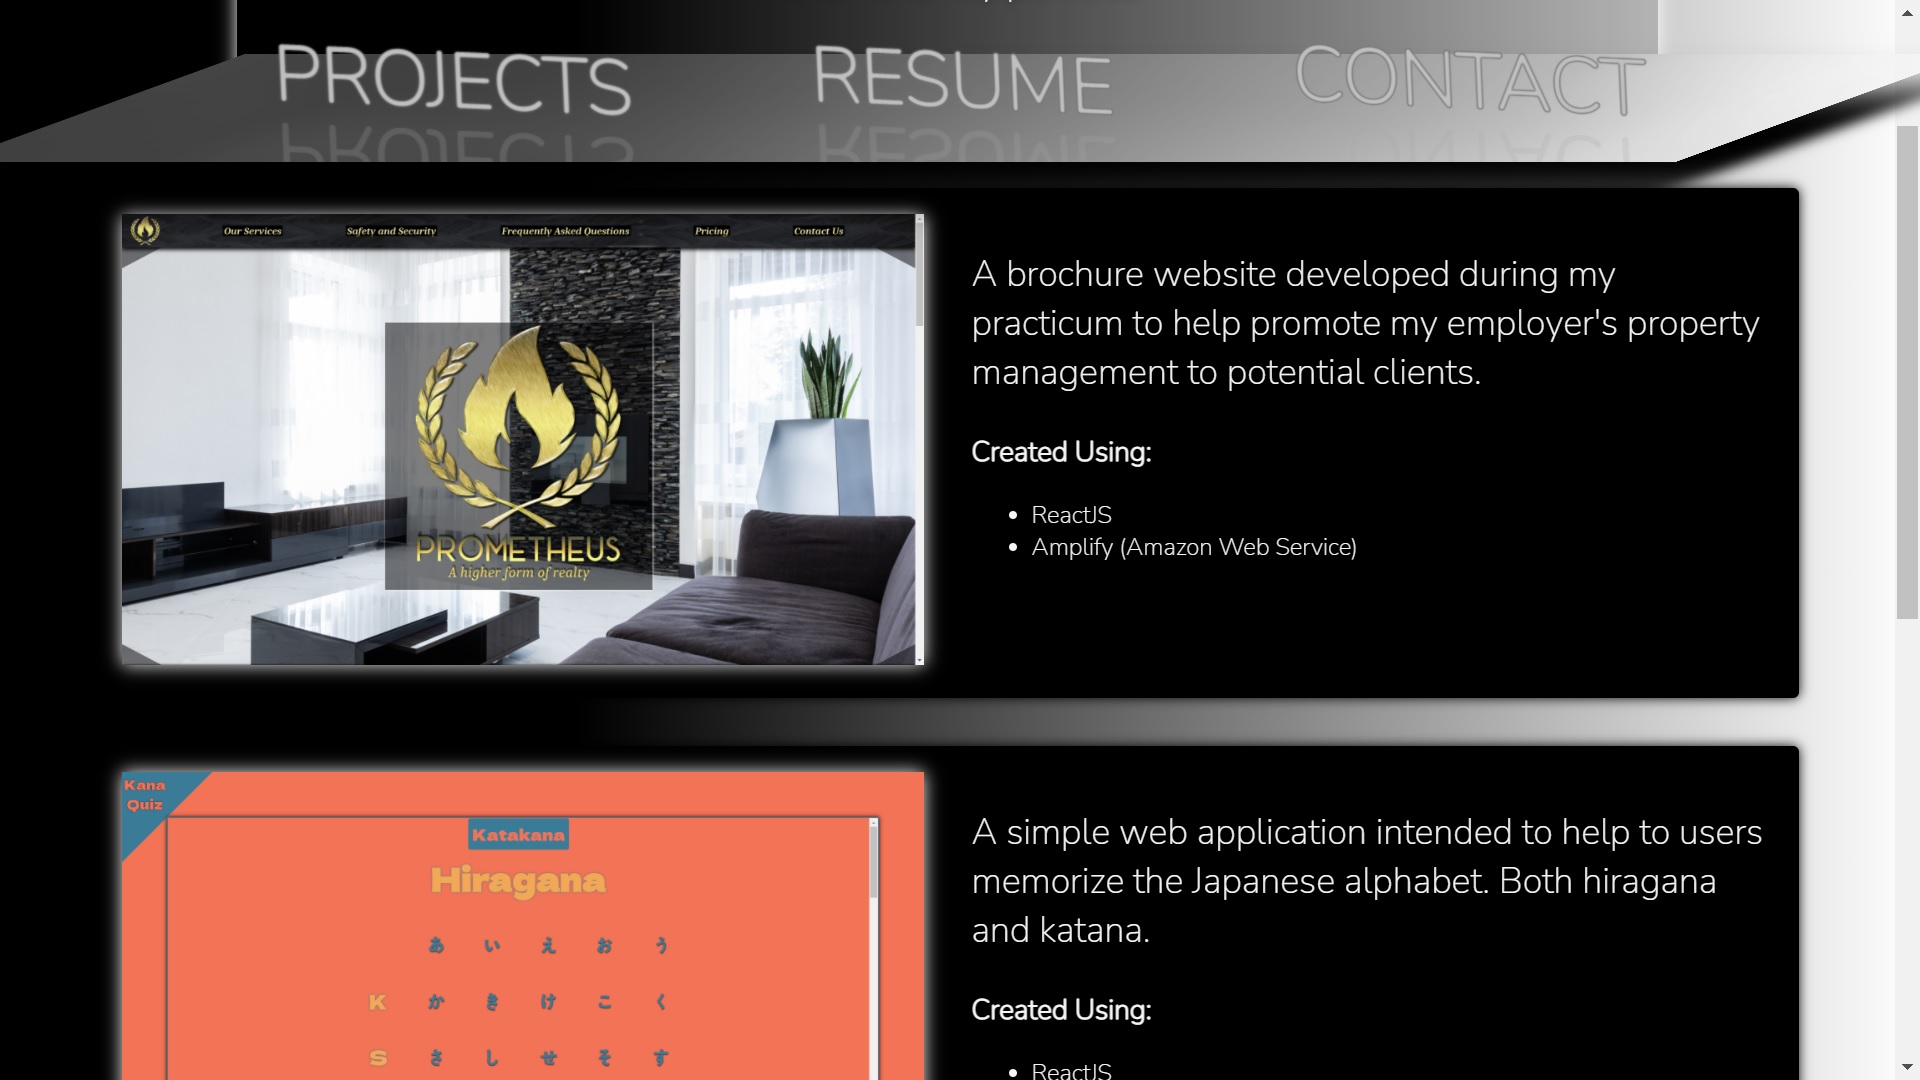 PROJECTS RESUME CONTACT
Our Services Safety and Security Frequently Asked Questions Pricing Contact Us
PROMETHEUS
A higher form of realty
A brochure website developed during my
practicum to help promote my employer's property
management to potential clients.
Created Using:
ReactJS
Amplify (Amazon Web Service)
Kana
Quiz
Katakana
Hiragana
あ い え お う
K か き け こ く
S さ し せ そ す
A simple web application intended to help to users
memorize the Japanese alphabet. Both hiragana
and katana.
Created Using:
ReactJS